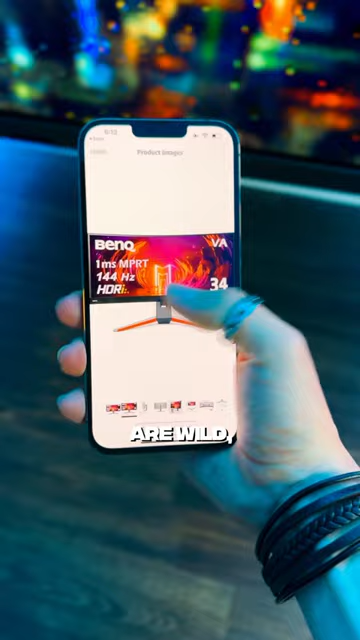 Product Images
BenQ
VA
1ms MPRT
144 Hz
HDRi
34
ARE WILD,